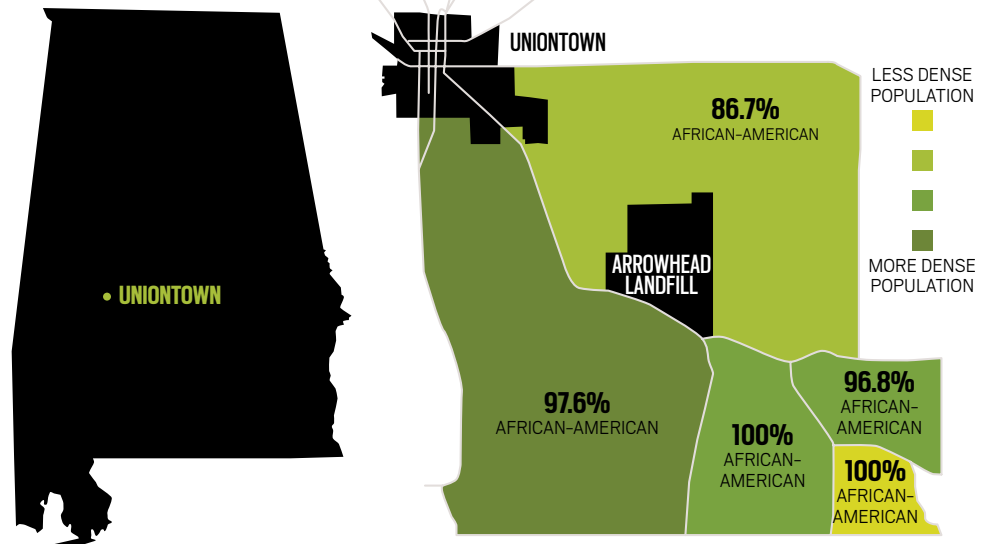 UNIONTOWN
UNIONTOWN
86.7%
AFRICAN-AMERICAN
ARROWHEAD
LANDFILL
97.6%
AFRICAN-AMERICAN
100%
AFRICAN-
AMERICAN
96.8%
AFRICAN-
AMERICAN
100%
AFRICAN-
AMERICAN
LESS DENSE
POPULATION
MORE DENSE
POPULATION